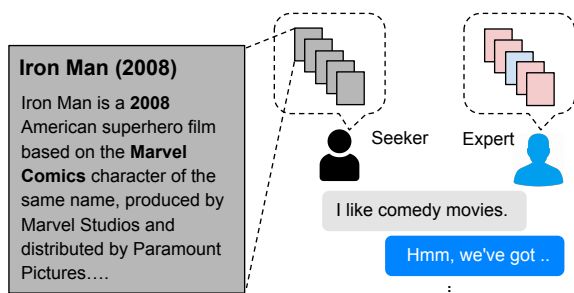 Iron Man (2008)
Iron Man is a 2008
American superhero film
based on the Marvel
Comics character of the
same name, produced by
Marvel Studios and
distributed by Paramount
Pictures….
Seeker
Expert
I like comedy movies.
Hmm, we've got ..